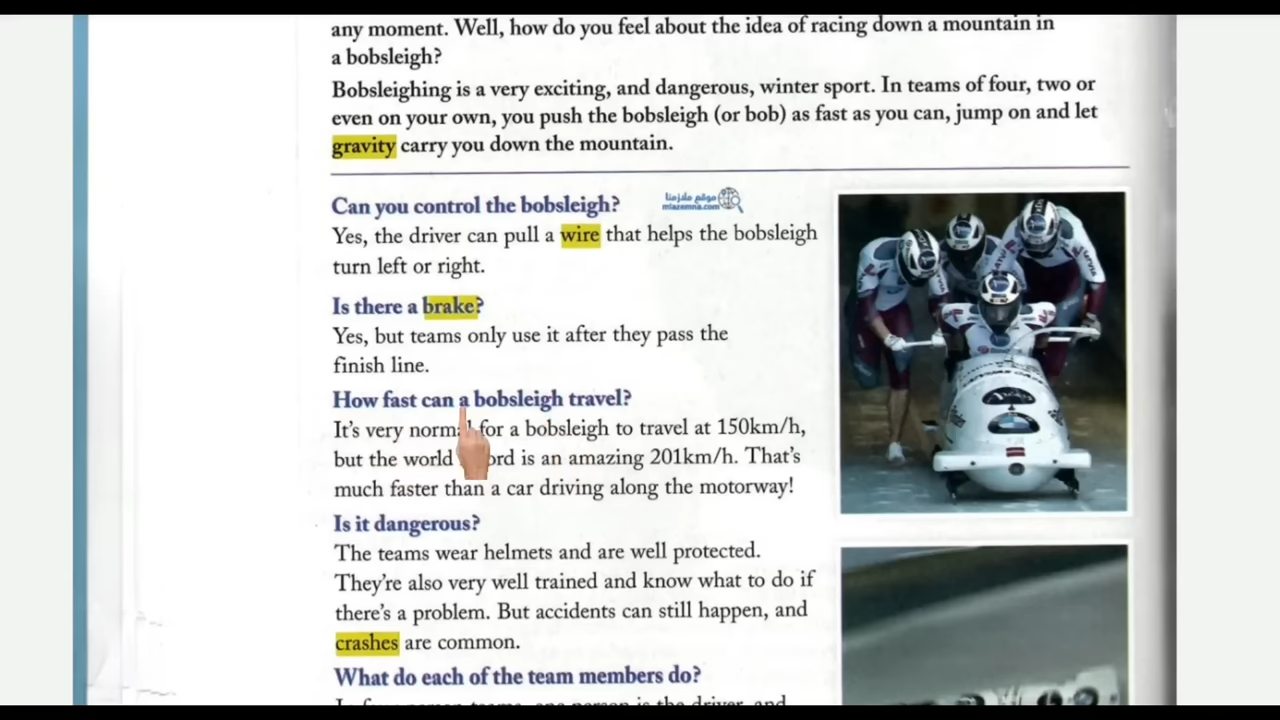 any moment. Well, how do you feel about the idea of racing down a mountain in
a bobsleigh?
Bobsleighing is a very exciting, and dangerous, winter sport. In teams of four, two or
even on your own, you push the bobsleigh (or bob) as fast as you can, jump on and let
gravity carry you down the mountain.
Can you control the bobsleigh?
موقع ملازمنا
mlazemna.com
Yes, the driver can pull a wire that helps the bobsleigh
turn left or right.
Is there a brake?
Yes, but teams only use it after they pass the
finish line.
How fast can a bobsleigh travel?
It's very normal for a bobsleigh to travel at 150km/h,
but the world record is an amazing 201km/h. That's
much faster than a car driving along the motorway!
Is it dangerous?
The teams wear helmets and are well protected.
They're also very well trained and know what to do if
there's a problem. But accidents can still happen, and
crashes are common.
What do each of the team members do?